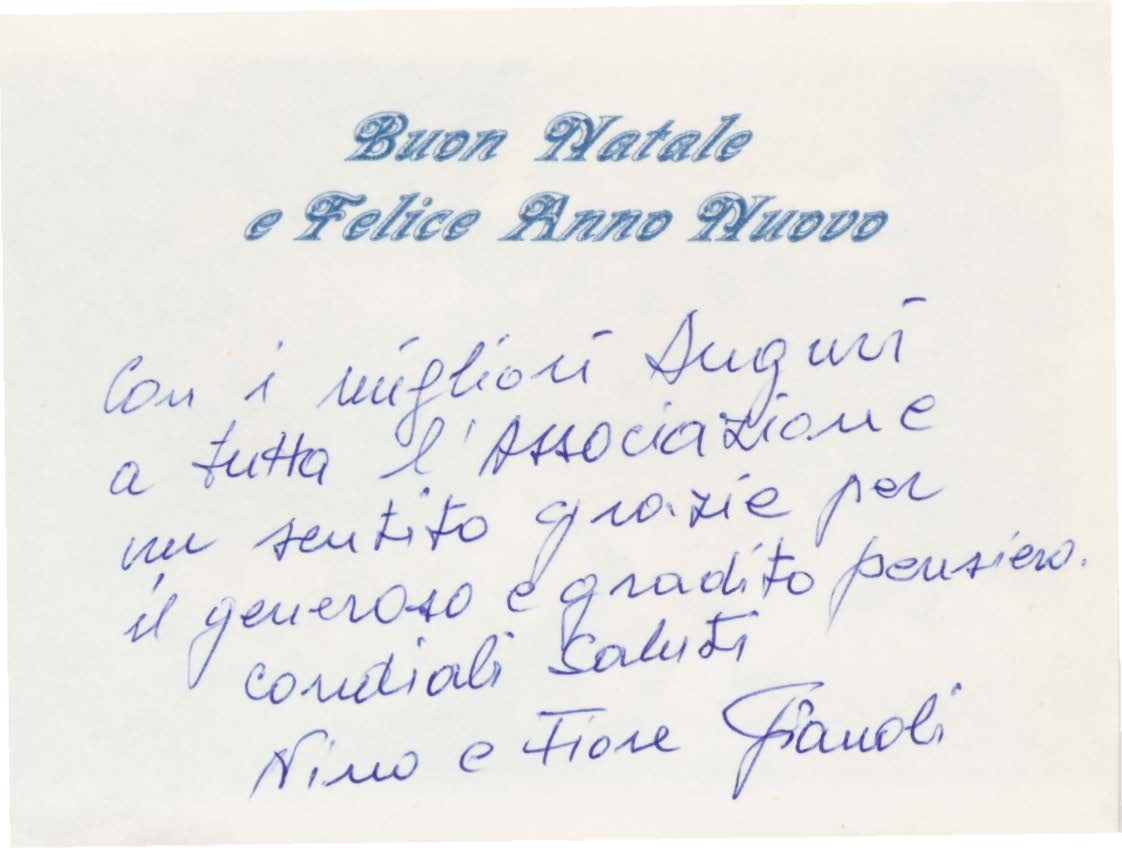 Buon Natale
e Felice Anno Nuovo
Con i migliori Auguri
a tutta l'Associazione
un sentito grazie per
il generoso e gradito pensiero.
Cordiali Saluti
Nino e Fiore Gianoli